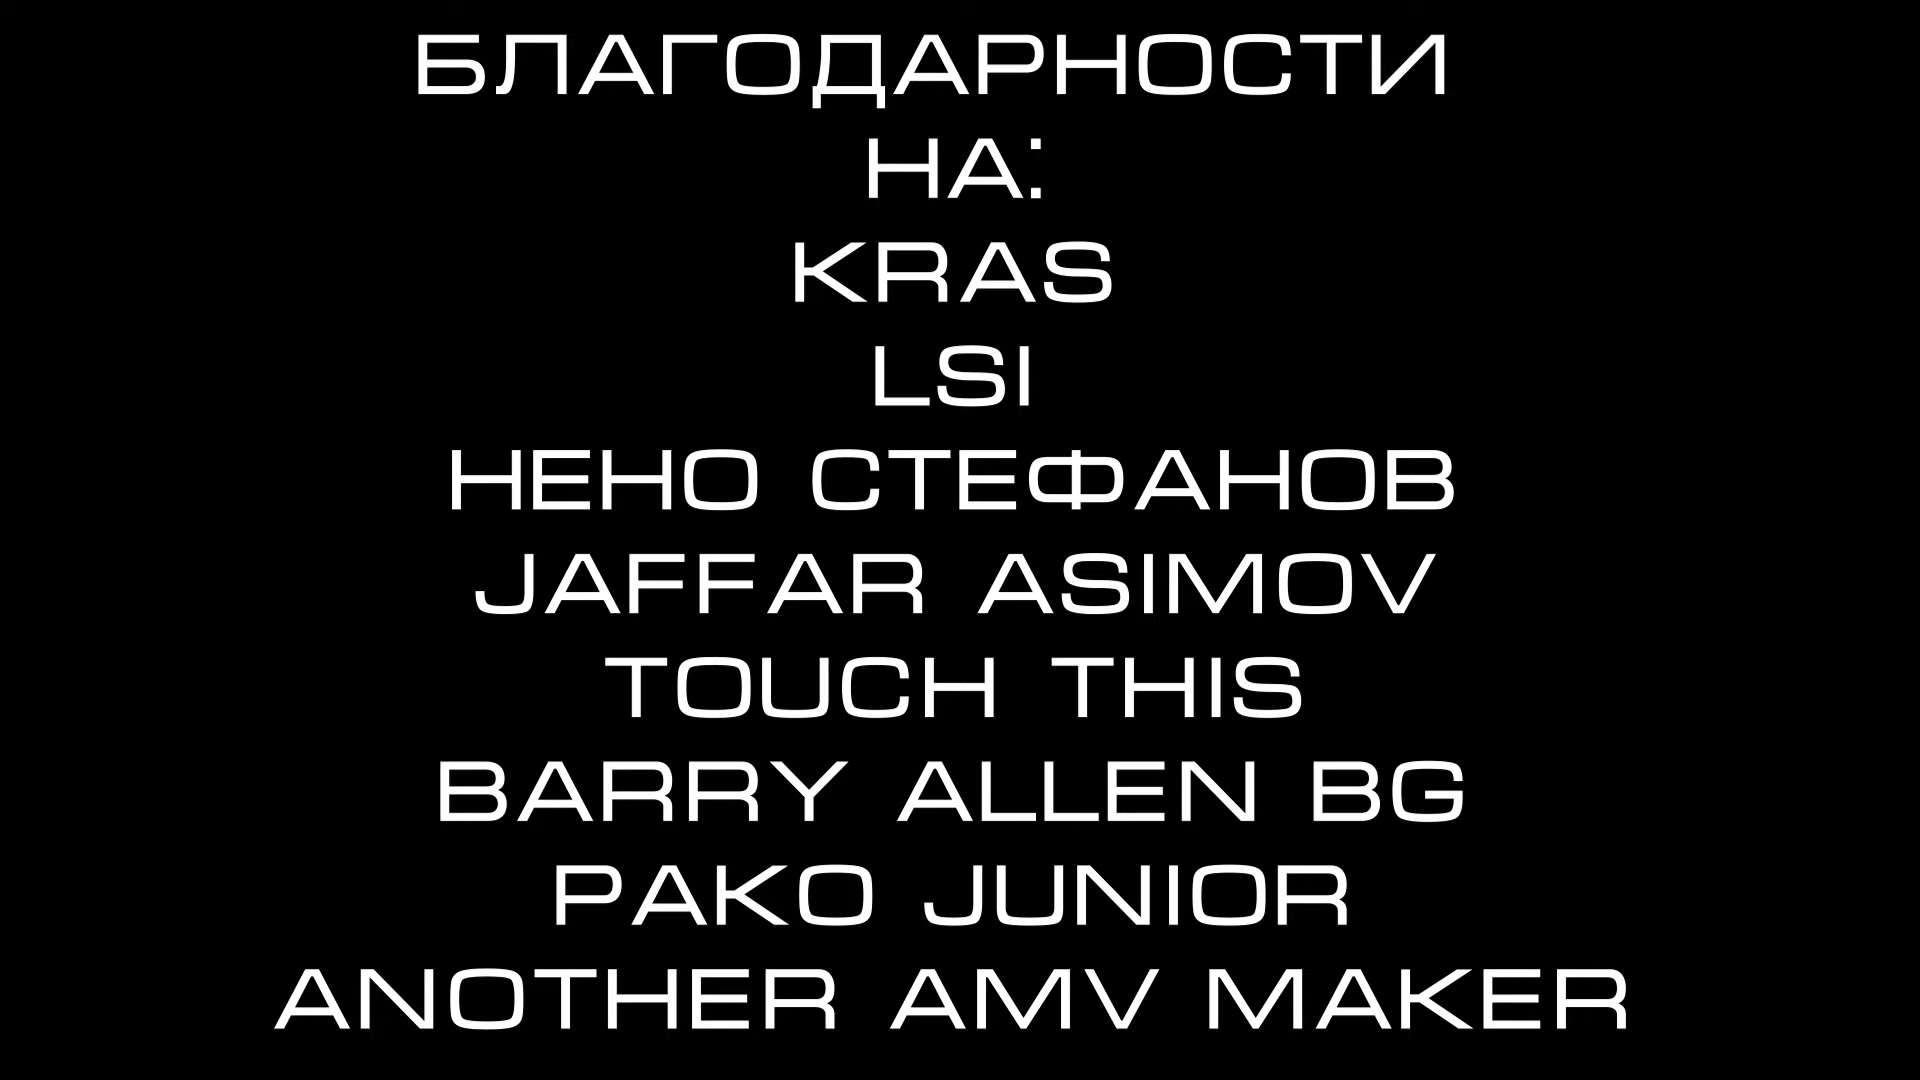 БЛАГОДАРНОСТИ
НА:
KRAS
LSI
НЕНО СТЕФАНОВ
JAFFAR ASIMOV
TOUCH THIS
BARRY ALLEN BG
PAKO JUNIOR
ANOTHER AMV MAKER